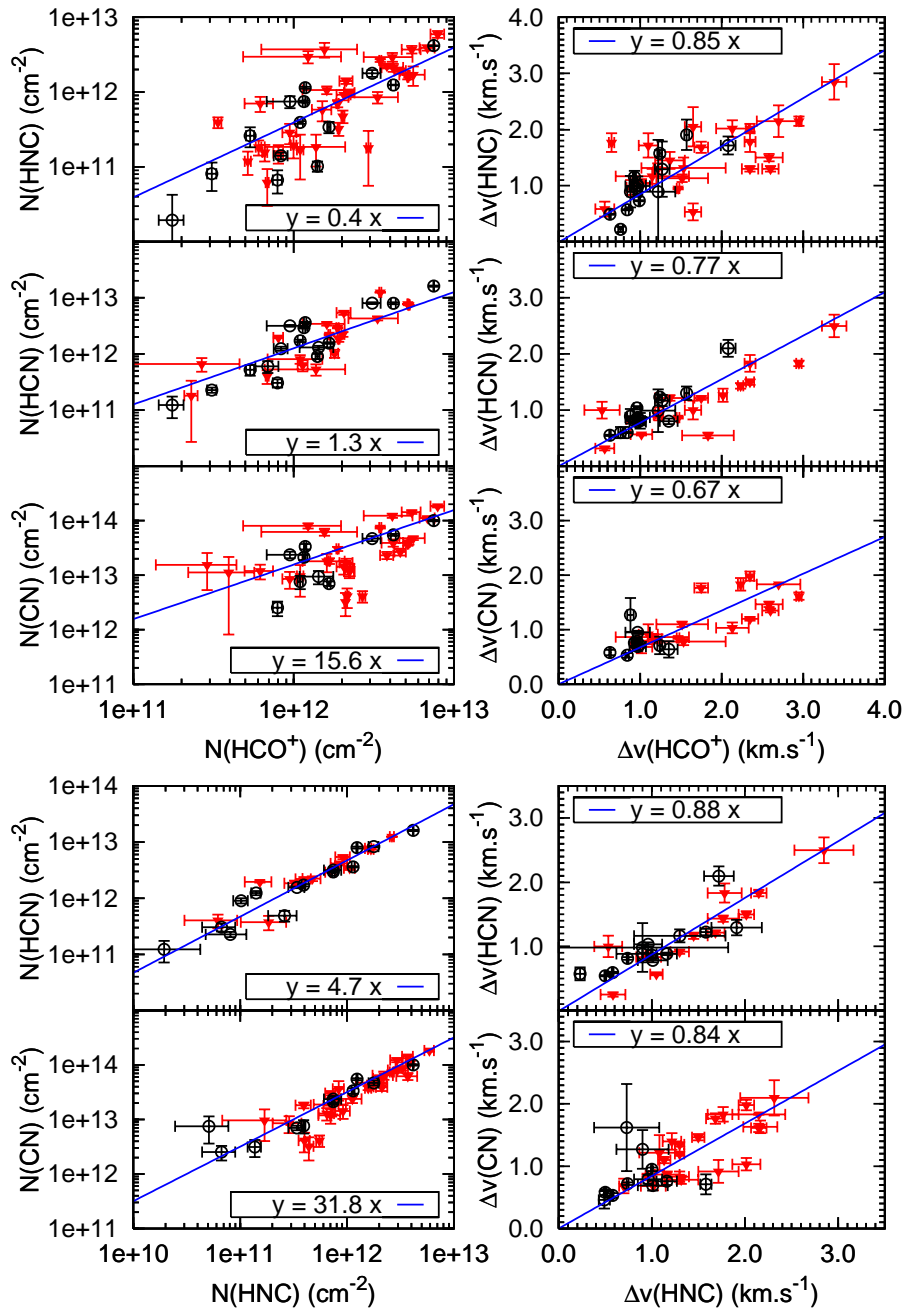 1e+13
1e+12
1e+11
N(HNC) (cm⁻²)
y = 0.4 x
4.0
3.0
2.0
1.0
Δv(HNC) (km.s⁻¹)
y = 0.85 x
1e+13
1e+12
1e+11
N(HCN) (cm⁻²)
y = 1.3 x
3.0
2.0
1.0
Δv(HCN) (km.s⁻¹)
y = 0.77 x
1e+14
1e+13
1e+12
1e+11
N(CN) (cm⁻²)
y = 15.6 x
3.0
2.0
1.0
0.0
Δv(CN) (km.s⁻¹)
y = 0.67 x
1e+11 1e+12 1e+13
N(HCO⁺) (cm⁻²)
0.0 1.0 2.0 3.0 4.0
Δv(HCO⁺) (km.s⁻¹)
1e+14
1e+13
1e+12
1e+11
N(HCN) (cm⁻²)
y = 4.7 x
3.0
2.0
1.0
Δv(HCN) (km.s⁻¹)
y = 0.88 x
1e+14
1e+13
1e+12
1e+11
N(CN) (cm⁻²)
y = 31.8 x
3.0
2.0
1.0
0.0
Δv(CN) (km.s⁻¹)
y = 0.84 x
1e+10 1e+11 1e+12 1e+13
N(HNC) (cm⁻²)
0.0 1.0 2.0 3.0
Δv(HNC) (km.s⁻¹)